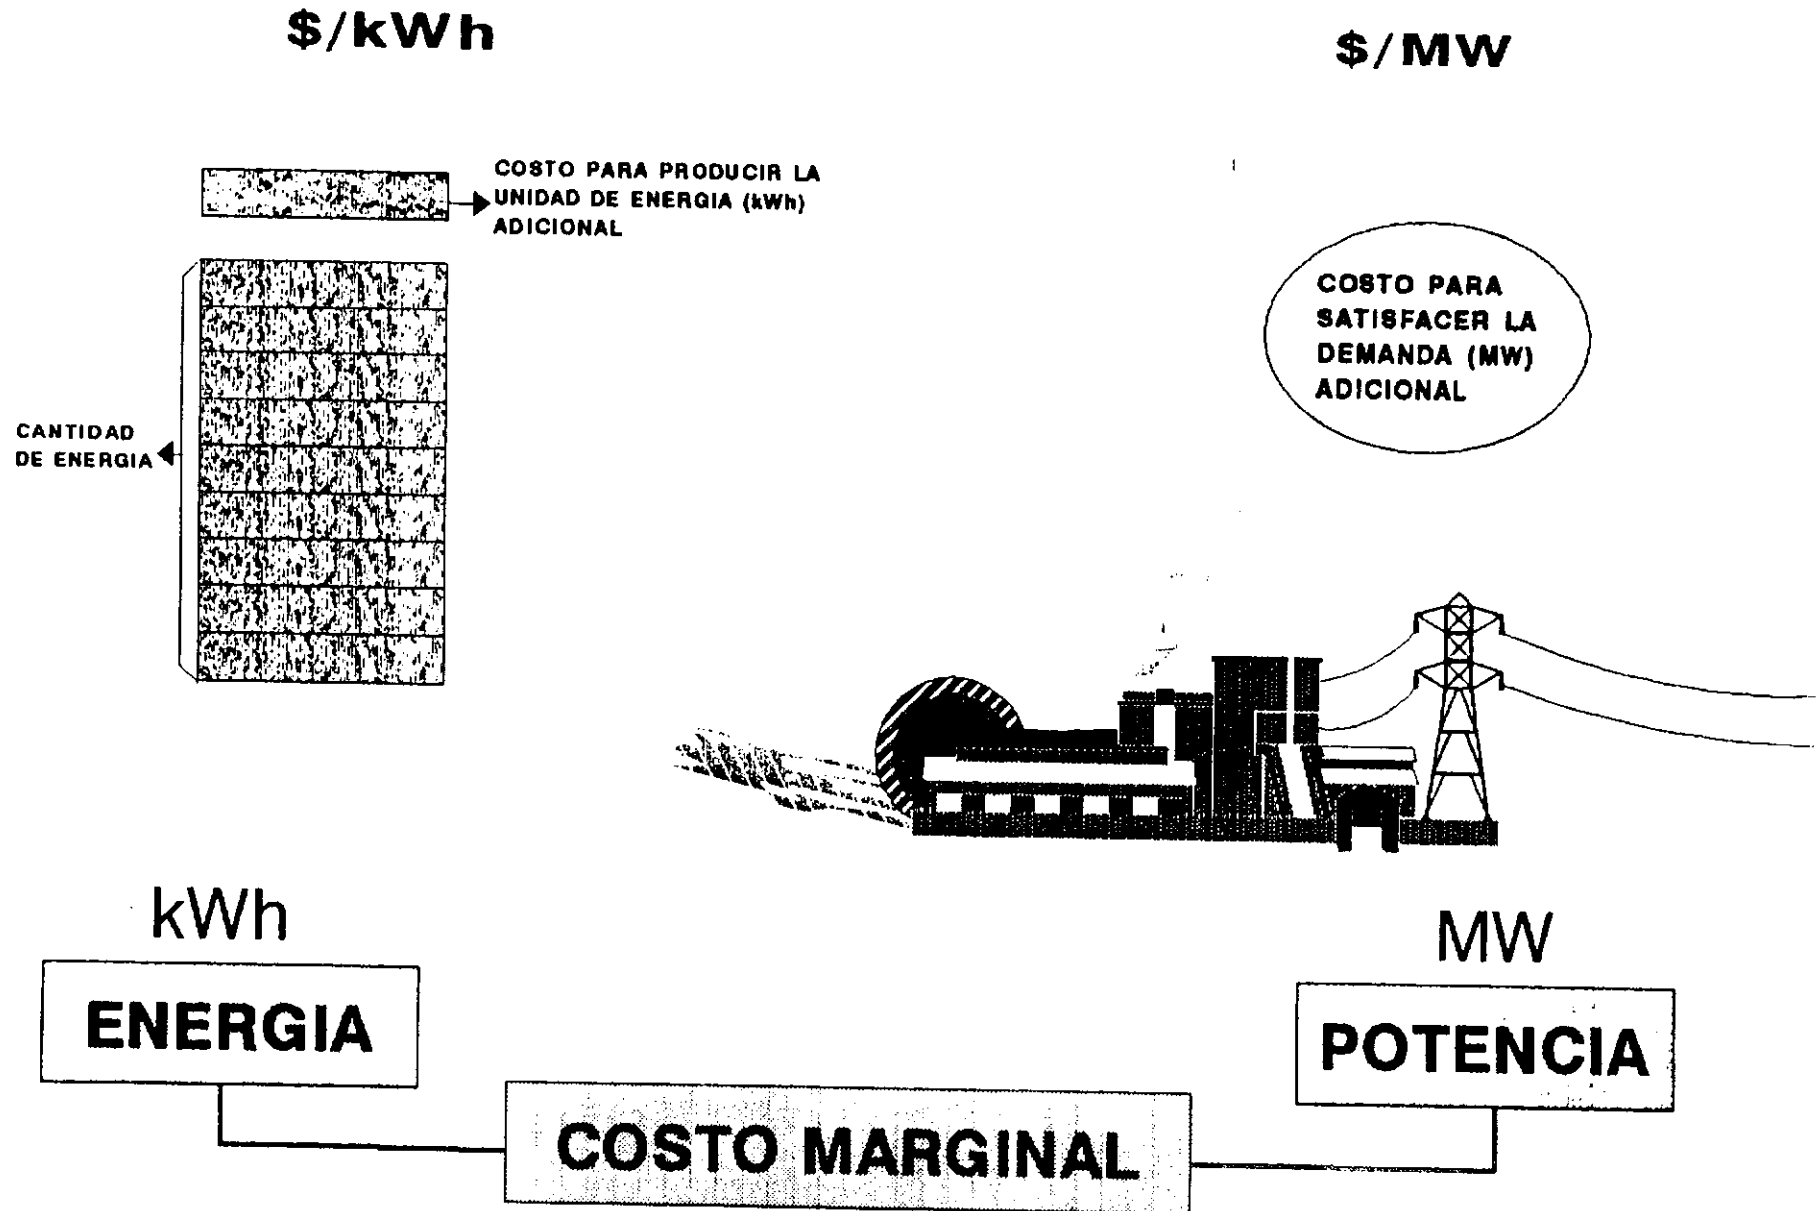 $/kWh
$/MW
COSTO PARA PRODUCIR LA
UNIDAD DE ENERGIA (kWh)
ADICIONAL
COSTO PARA
SATISFACER LA
DEMANDA (MW)
ADICIONAL
CANTIDAD
DE ENERGIA
kWh
MW
ENERGIA
POTENCIA
COSTO MARGINAL